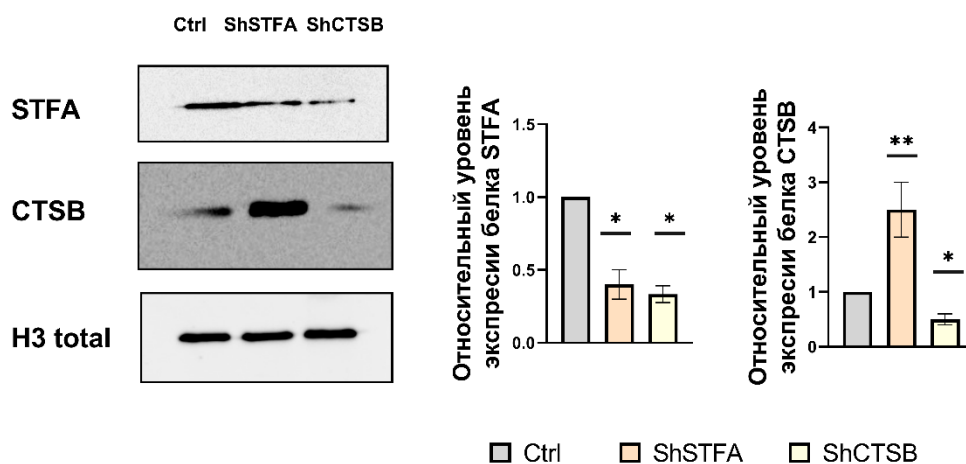 Ctrl ShSTFA ShCTSB
STFA
CTSB
H3 total
Относительный уровень
экспресии белка STFA
1.5
1.0
0.5
0.0
*
*
Относительный уровень
экспресии белка CTSB
4
3
2
1
0
**
*
Ctrl ShSTFA ShCTSB